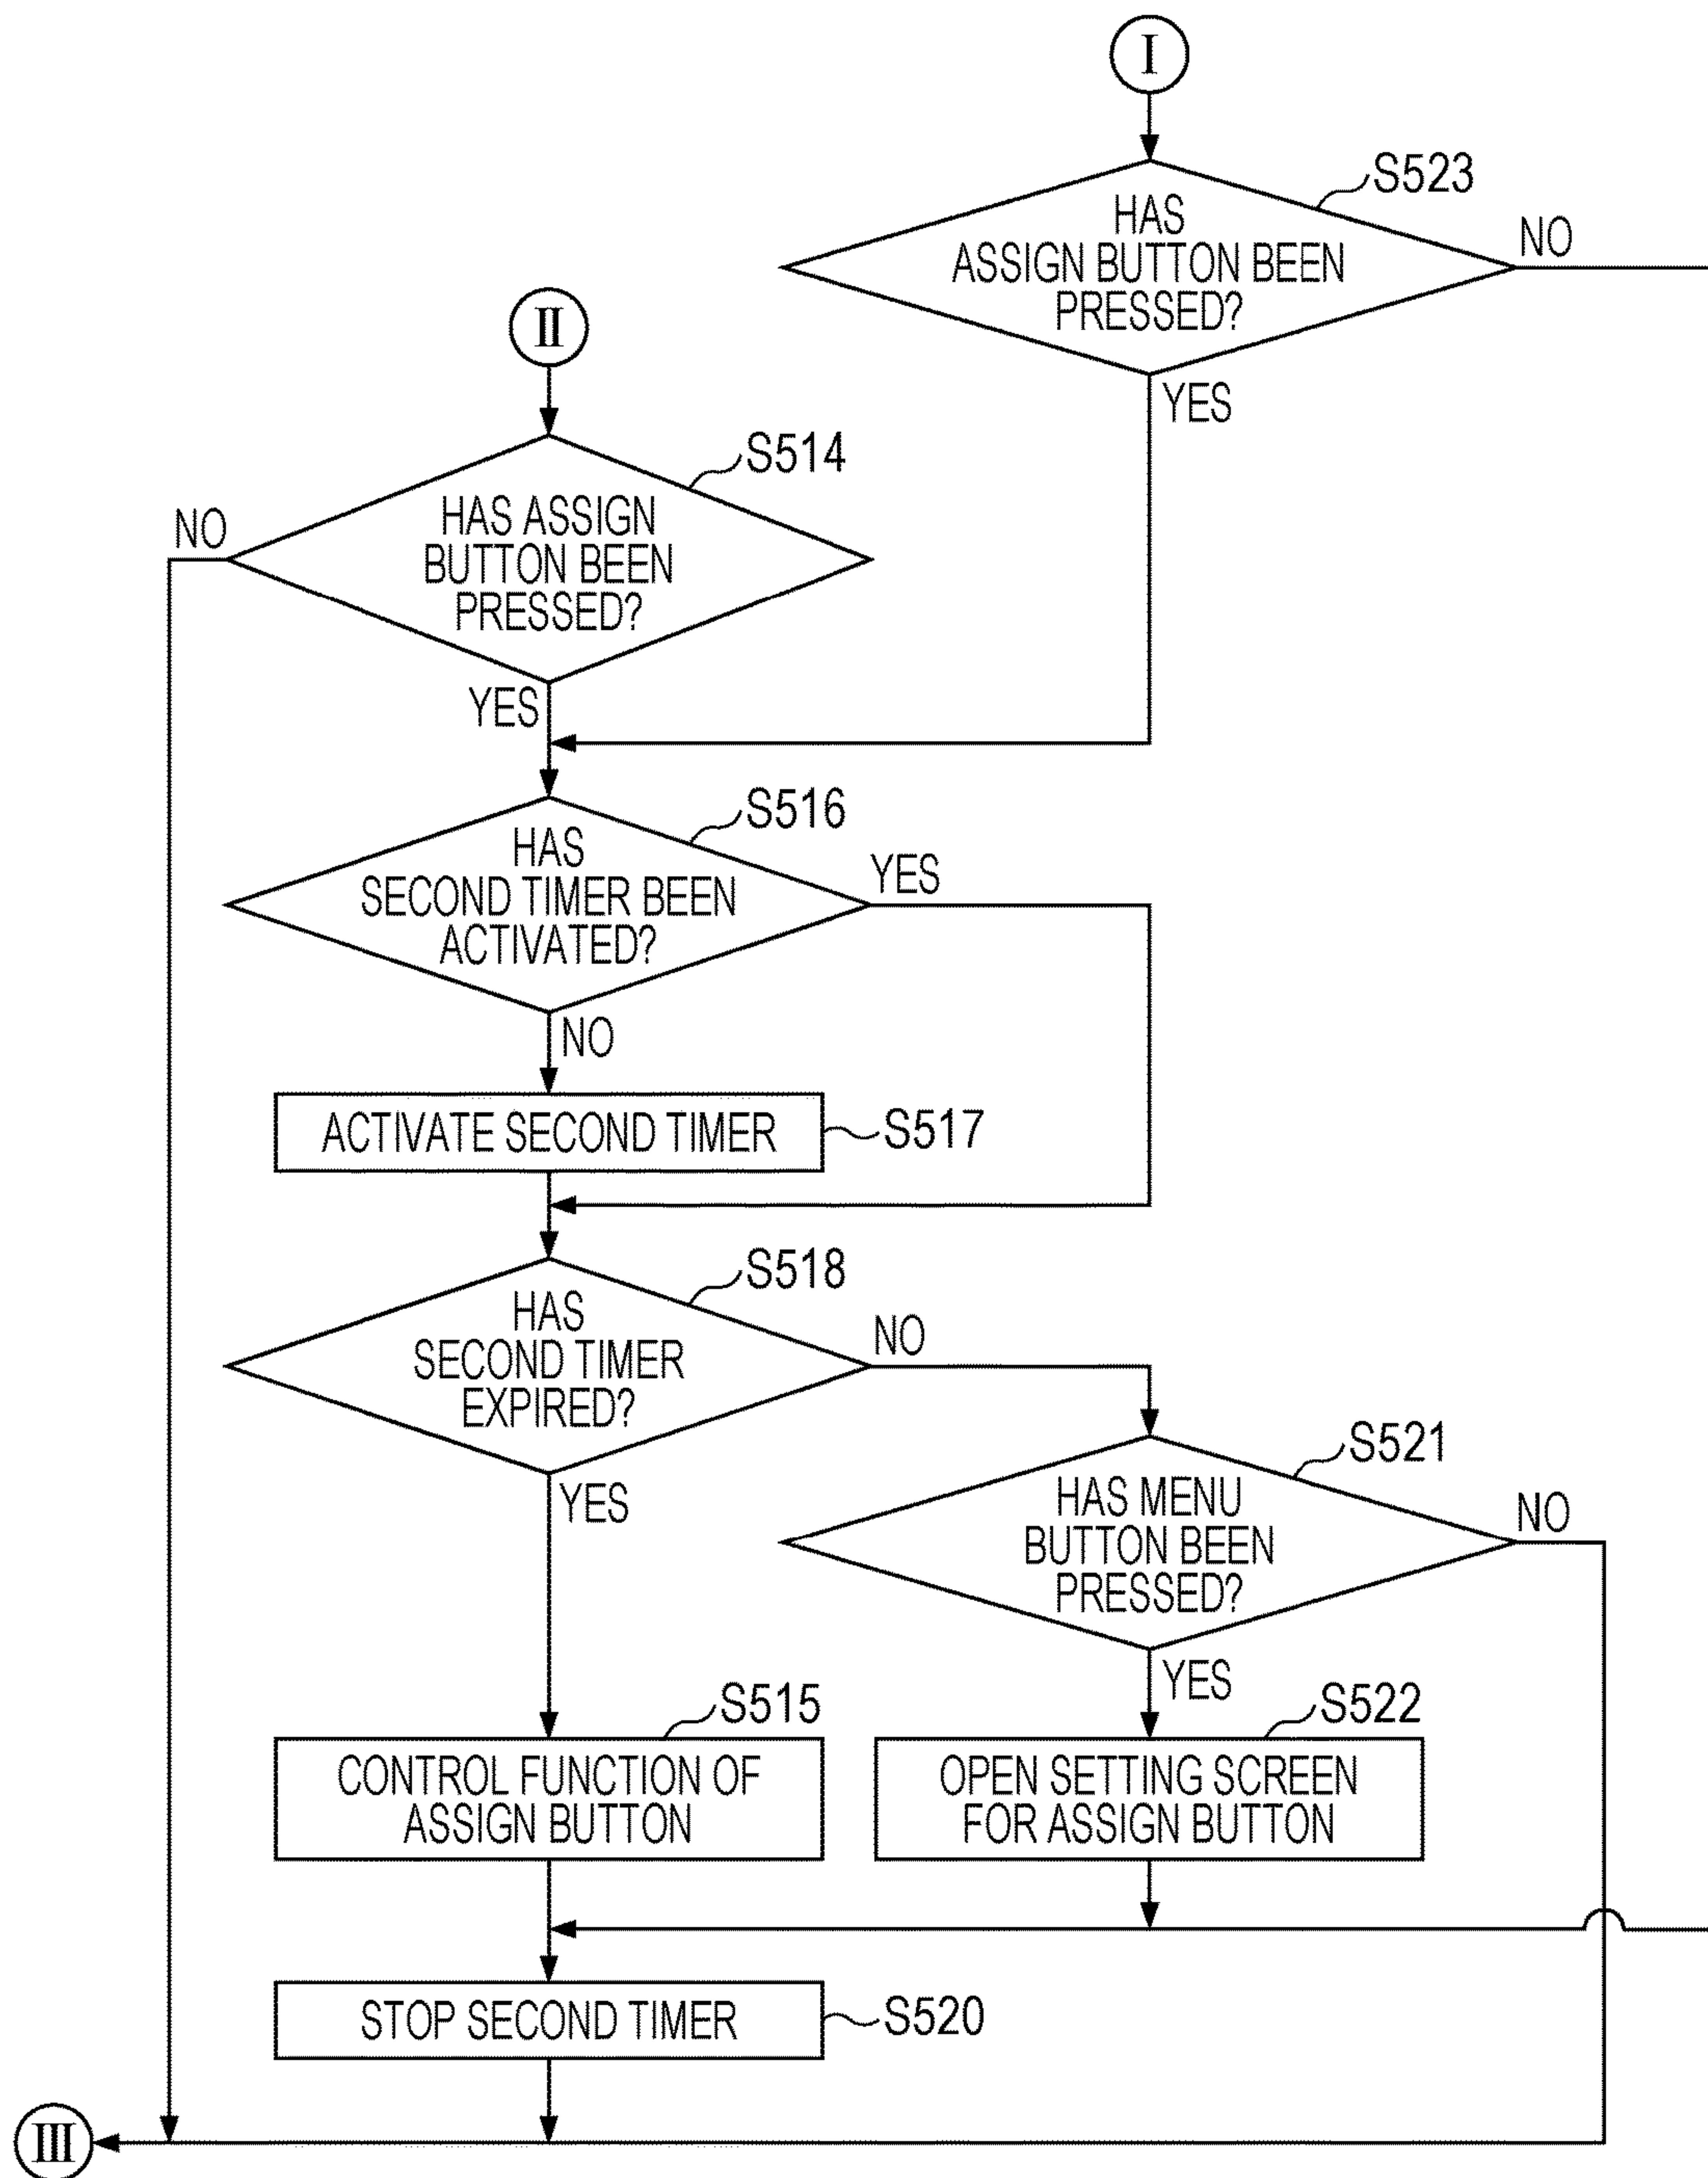 I
S523
HAS
ASSIGN BUTTON BEEN
PRESSED?
NO
YES
II
S514
HAS ASSIGN
BUTTON BEEN
PRESSED?
NO
YES
S516
HAS
SECOND TIMER BEEN
ACTIVATED?
YES
NO
ACTIVATE SECOND TIMER
S517
S518
HAS
SECOND TIMER
EXPIRED?
NO
YES
S521
HAS MENU
BUTTON BEEN
PRESSED?
NO
YES
S515
CONTROL FUNCTION OF
ASSIGN BUTTON
S522
OPEN SETTING SCREEN
FOR ASSIGN BUTTON
STOP SECOND TIMER
S520
III